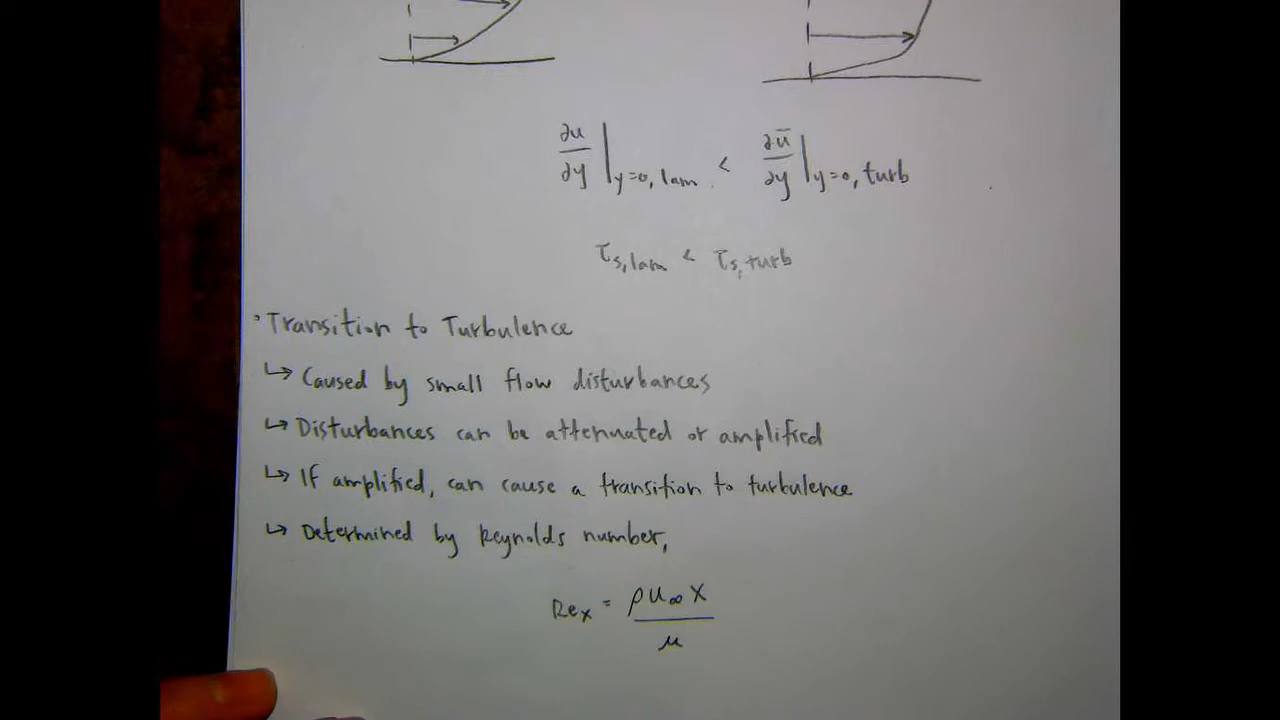 ∂u/∂y |y=0, lam < ∂ū/∂y |y=0, turb
τs,lam < τs,turb
• Transition to Turbulence
↳ Caused by small flow disturbances
↳ Disturbances can be attenuated or amplified
↳ If amplified, can cause a transition to turbulence
↳ Determined by Reynolds number,
Rex = ρu∞x / μ